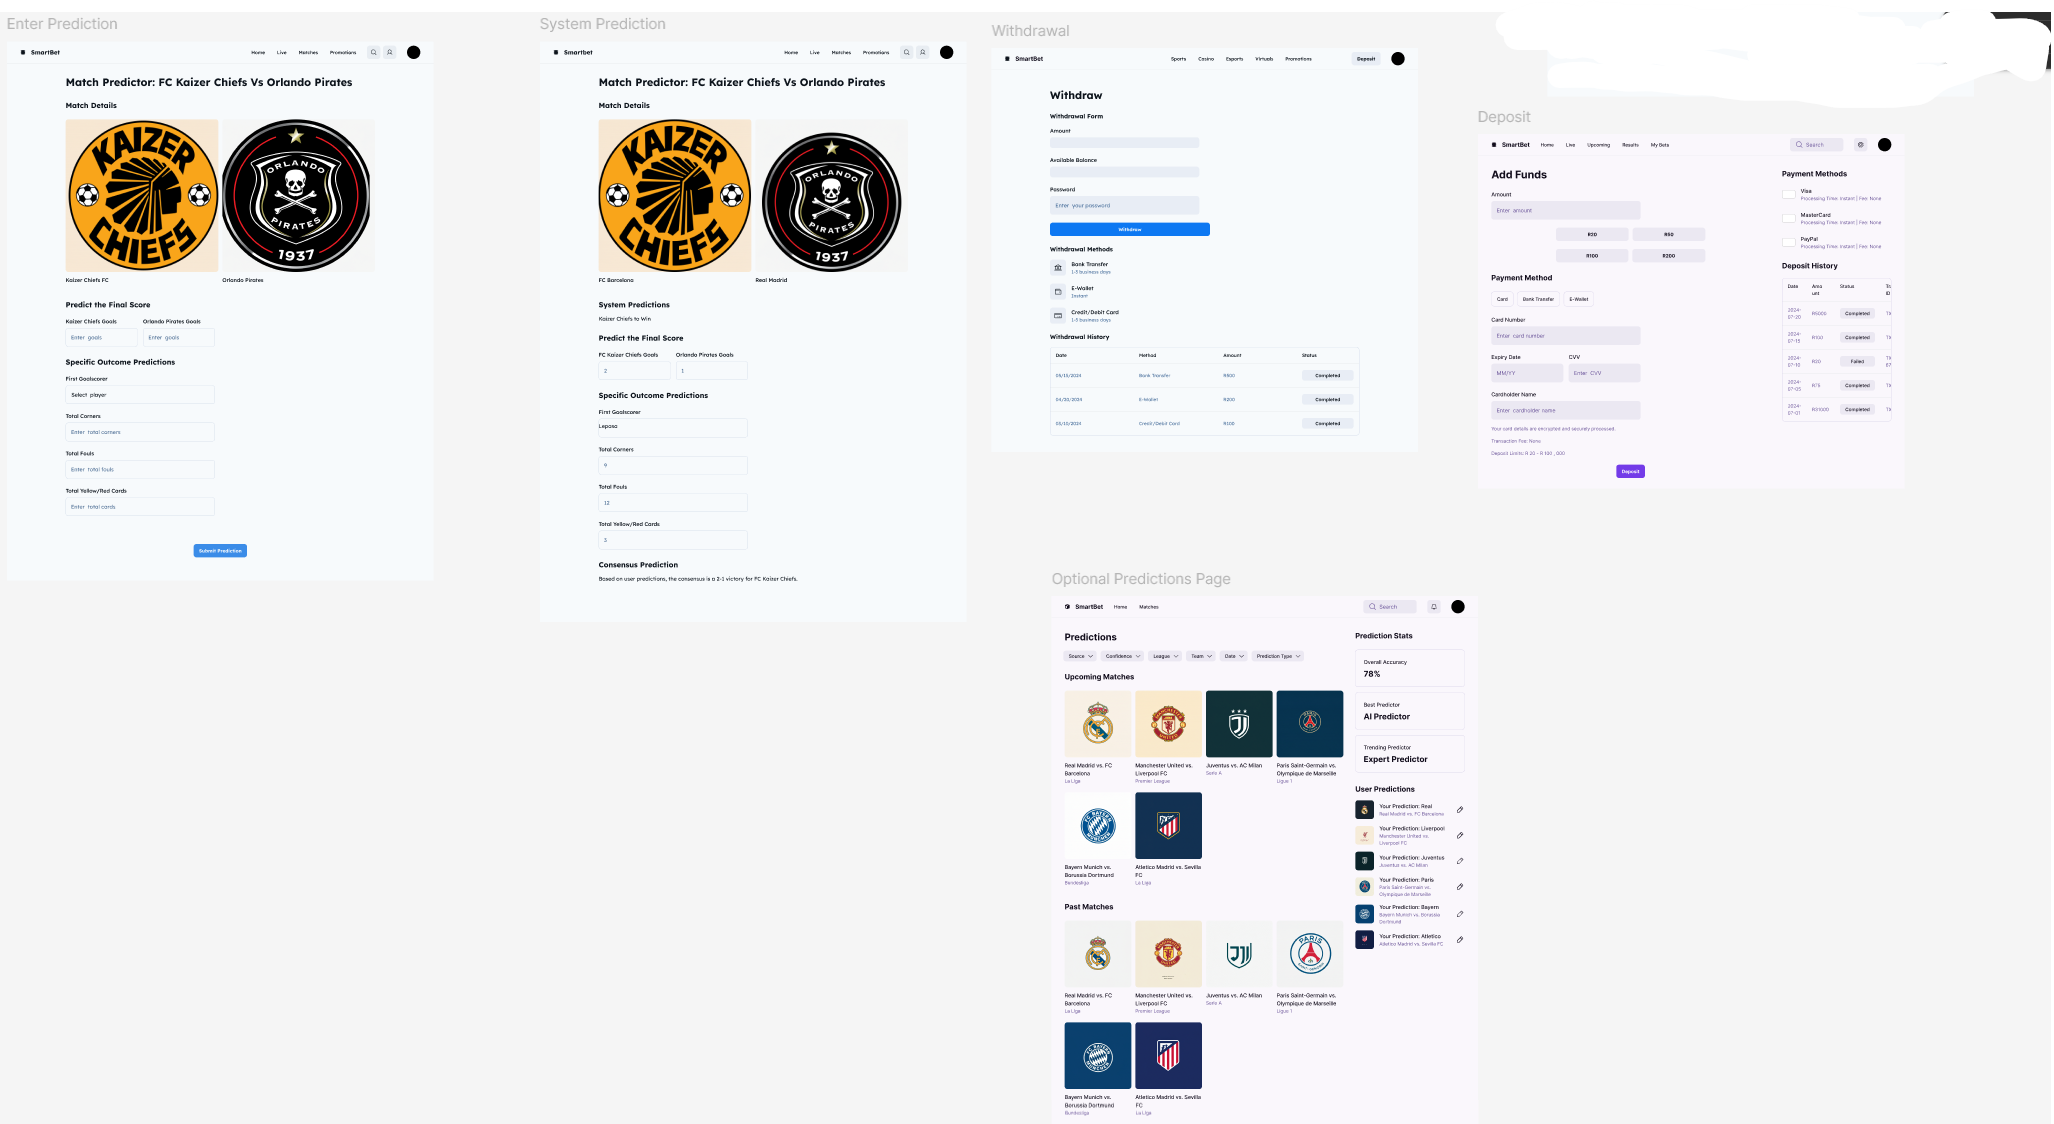 Enter Prediction
SmartBet
Home Live Matches Promotions
Match Predictor: FC Kaizer Chiefs Vs Orlando Pirates
Match Details
KAIZER
CHIEFS
ORLANDO
PIRATES
1937
Kaizer Chiefs FC Orlando Pirates
Predict the Final Score
Kaizer Chiefs Goals Orlando Pirates Goals
Enter goals Enter goals
Specific Outcome Predictions
First Goalscorer
Select player
Total Corners
Enter total corners
Total Fouls
Enter total fouls
Total Yellow/Red Cards
Enter total cards
Submit Prediction
System Prediction
SmartBet
Home Live Matches Promotions
Match Predictor: FC Kaizer Chiefs Vs Orlando Pirates
Match Details
KAIZER
CHIEFS
ORLANDO
PIRATES
1937
FC Barcelona Real Madrid
System Predictions
Kaizer Chiefs to Win
Predict the Final Score
FC Kaizer Chiefs Goals Orlando Pirates Goals
2 1
Specific Outcome Predictions
First Goalscorer
Lepasa
Total Corners
9
Total Fouls
12
Total Yellow/Red Cards
3
Consensus Prediction
Based on user predictions, the consensus is a 2-1 victory for FC Kaizer Chiefs.
Withdrawal
SmartBet
Sports Casino Esports Virtuals Promotions Deposit
Withdraw
Withdrawal Form
Amount
Available Balance
Password
Enter your password
Withdraw
Withdrawal Methods
Bank Transfer
1-5 business days
E-Wallet
Instant
Credit/Debit Card
1-5 business days
Withdrawal History
Date Method Amount Status
Bank Transfer R500 Completed
04/20/2024 E-Wallet R200 Completed
Credit/Debit Card R100 Completed
Deposit
SmartBet Home Live Upcoming Results My Bets Search
Add Funds
Amount
Enter amount
R20 R50
R100 R200
Payment Method
Card Bank Transfer E-Wallet
Card Number
Enter card number
Expiry Date CVV
MM/YY Enter CVV
Cardholder Name
Enter cardholder name
Your card details are encrypted and securely processed.
Transaction Fee: None
Deposit Limits: R 20 - R 100 , 000
Deposit
Payment Methods
Visa
Processing Time: Instant | Fee: None
MasterCard
Processing Time: Instant | Fee: None
PayPal
Processing Time: Instant | Fee: None
Deposit History
Date Amo Status
unt ID
2024-
07-20 R5000 Completed
2024-
07-15 R100 Completed
2024-
07-10 R20 Failed
2024-
07-05 R75 Completed
2024-
07-01 Completed
Optional Predictions Page
SmartBet Home Matches Search
Predictions
Source Confidence League Team Date Prediction Type
Upcoming Matches
Real Madrid vs. FC
Barcelona
La Liga
Manchester United vs.
Liverpool FC
Premier League
Juventus vs. AC Milan
Serie A
PARIS
Paris Saint-Germain vs.
Olympique de Marseille
Ligue 1
FC BAYERN
MÜNCHEN
Bayern Munich vs.
Borussia Dortmund
Bundesliga
Atletico Madrid vs. Sevilla
FC
La Liga
Past Matches
Real Madrid vs. FC
Barcelona
La Liga
Manchester United vs.
Liverpool FC
Premier League
Juventus vs. AC Milan
Serie A
PARIS
SAINT-GERMAIN
Paris Saint-Germain vs.
Olympique de Marseille
Ligue 1
Bayern Munich vs.
Borussia Dortmund
Bundesliga
Atletico Madrid vs. Sevilla
FC
La Liga
Prediction Stats
Overall Accuracy
78%
Best Predictor
AI Predictor
Trending Predictor
Expert Predictor
User Predictions
Your Prediction: Real
Real Madrid vs. FC Barcelona
Your Prediction: Liverpool
Manchester United vs.
Liverpool FC
Your Prediction: Juventus
Juventus vs. AC Milan
Your Prediction: Paris
Paris Saint-Germain vs.
Olympique de Marseille
Your Prediction: Bayern
Bayern Munich vs. Borussia
Dortmund
Your Prediction: Atletico
Atletico Madrid vs. Sevilla FC